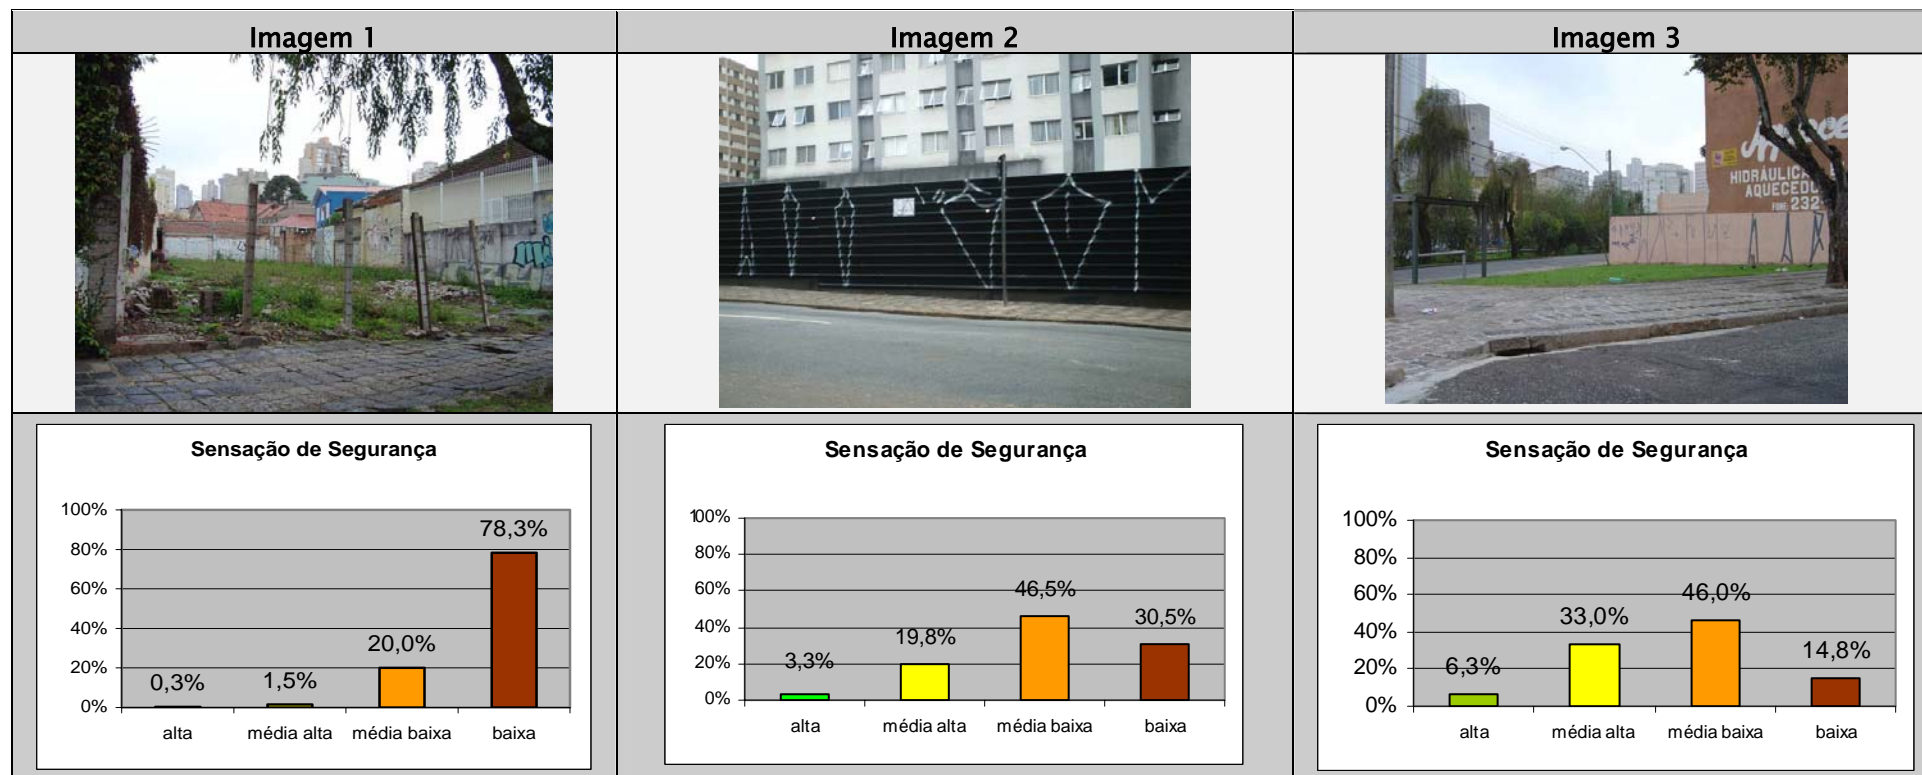 Imagem 1
Imagem 2
Imagem 3
HIDRÁULICA
FONE: 232-
Sensação de Segurança
100%
80%
60%
40%
20%
0%
0,3%
1,5%
20,0%
78,3%
alta
média alta
média baixa
baixa
Sensação de Segurança
100%
80%
60%
40%
20%
0%
3,3%
19,8%
46,5%
30,5%
alta
média alta
média baixa
baixa
Sensação de Segurança
100%
80%
60%
40%
20%
0%
6,3%
33,0%
46,0%
14,8%
alta
média alta
média baixa
baixa